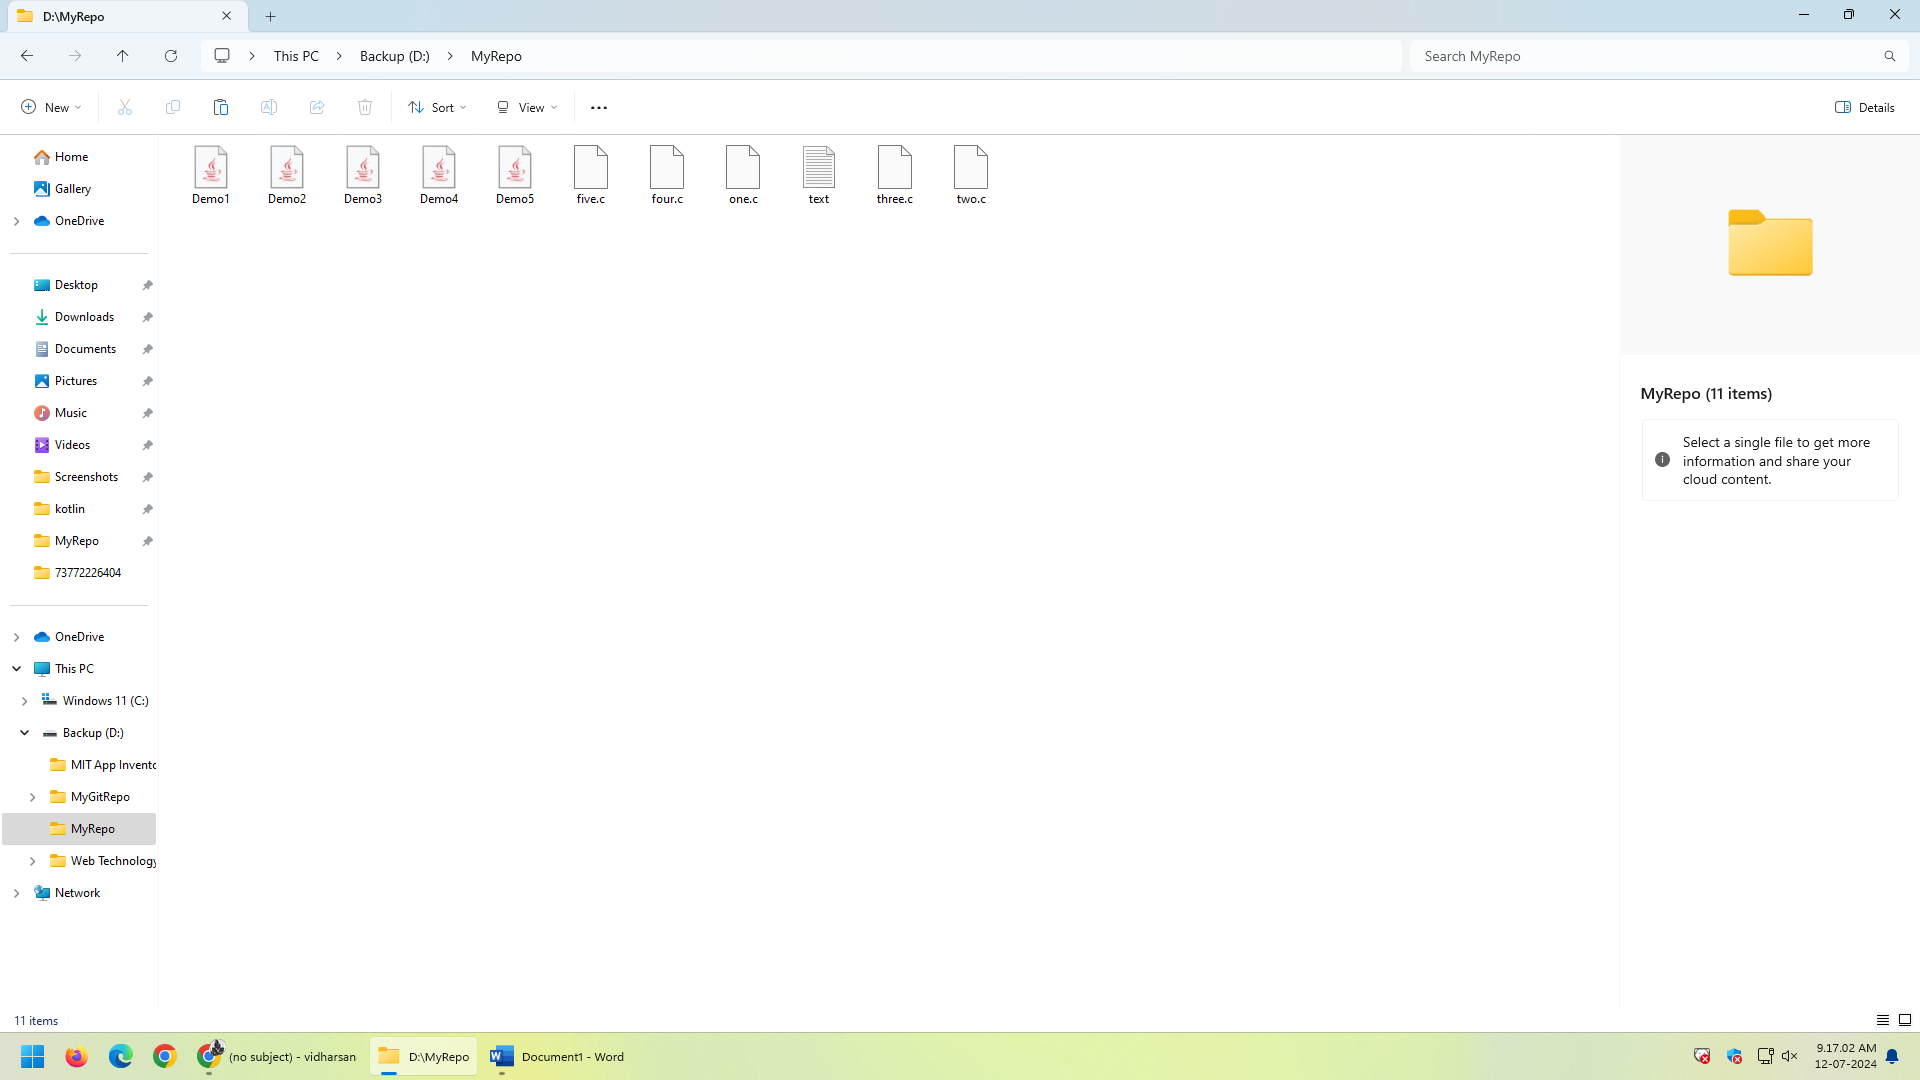 D:\MyRepo
This PC
Backup (D:)
MyRepo
Search MyRepo
New
Sort
View
Details
Home
Gallery
OneDrive
Desktop
Downloads
Documents
Pictures
Music
Videos
Screenshots
kotlin
MyRepo
73772226404
OneDrive
This PC
Windows 11 (C:)
Backup (D:)
MIT App Invento
MyGitRepo
MyRepo
Web Technology
Network
Demo1
Demo2
Demo3
Demo4
Demo5
five.c
four.c
one.c
text
three.c
two.c
MyRepo (11 items)
Select a single file to get more
information and share your
cloud content.
11 items
(no subject) - vidharsan
D:\MyRepo
Document1 - Word
9.17.02 AM
12-07-2024